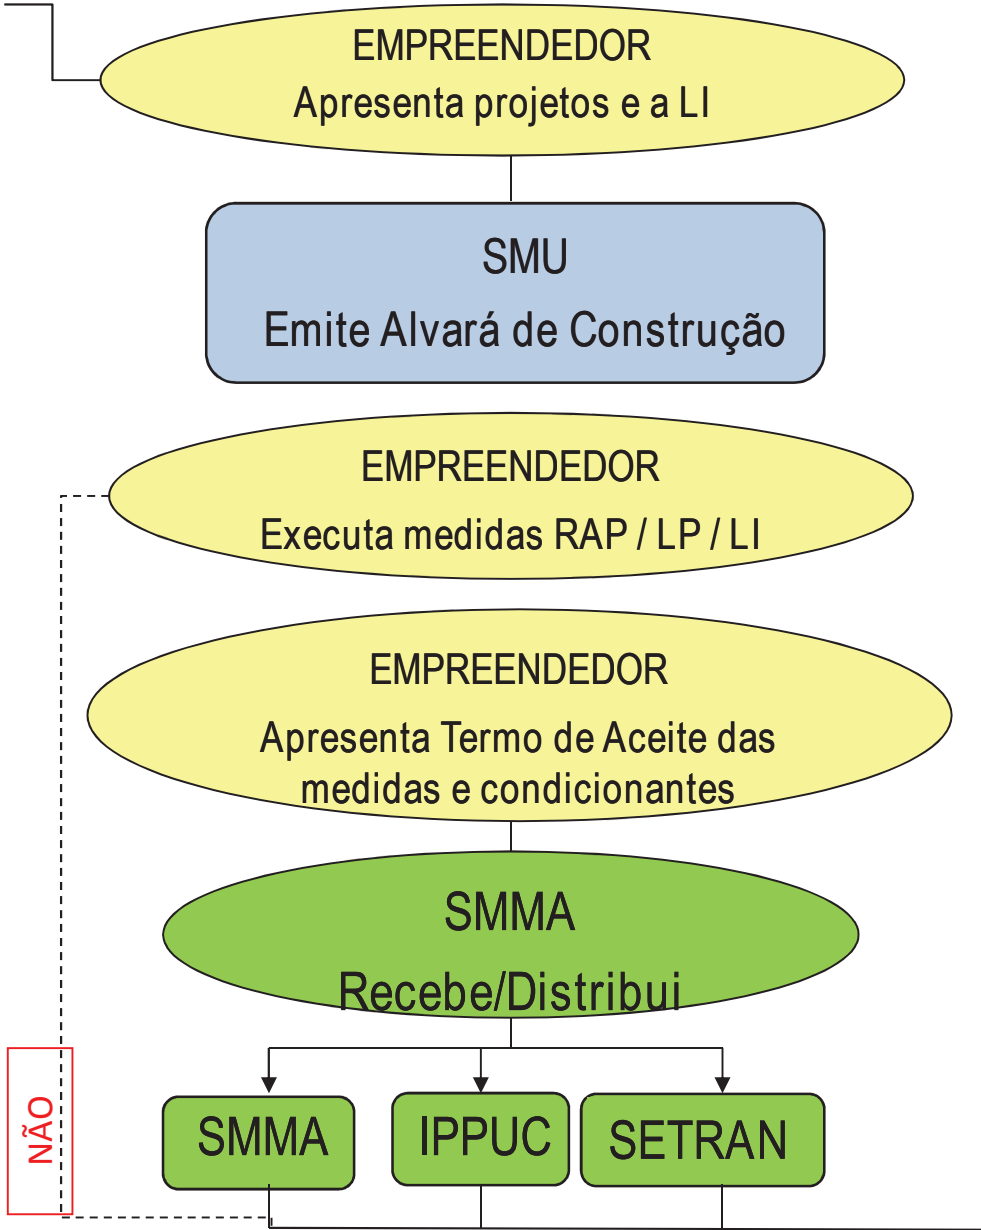 EMPREENDEDOR
Apresenta projetos e a LI
SMU
Emite Alvará de Construção
EMPREENDEDOR
Executa medidas RAP / LP / LI
EMPREENDEDOR
Apresenta Termo de Aceite das
medidas e condicionantes
SMMA
Recebe/Distribui
NÃO
SMMA
IPPUC
SETRAN